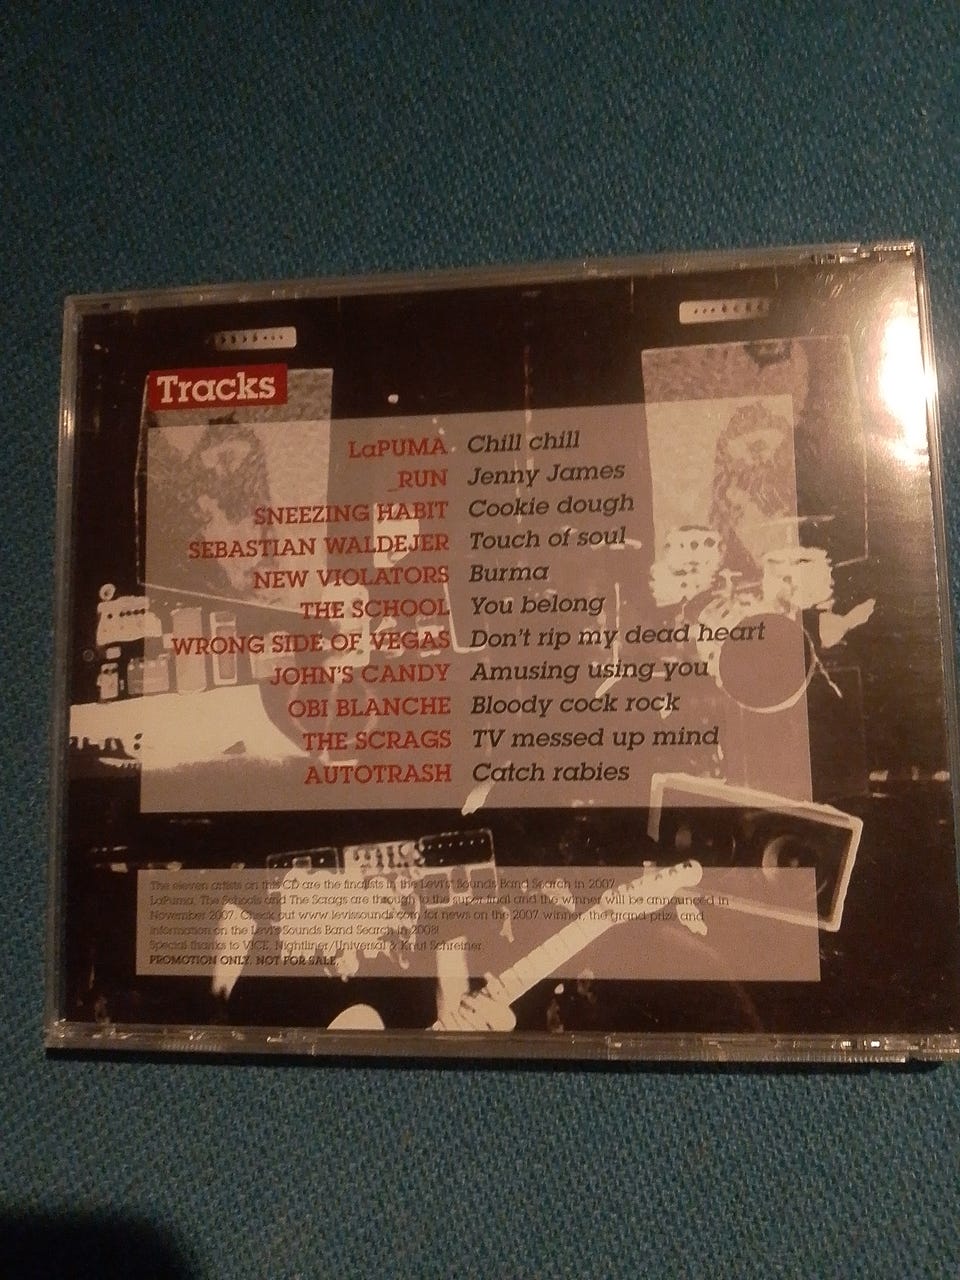 Tracks
LaPUMA Chill chill
_RUN Jenny James
SNEEZING HABIT Cookie dough
SEBASTIAN WALDEJER Touch of soul
NEW VIOLATORS Burma
THE SCHOOL You belong
WRONG SIDE OF VEGAS Don't rip my dead heart
JOHN'S CANDY Amusing using you
OBI BLANCHE Bloody cock rock
THE SCRAGS TV messed up mind
AUTOTRASH Catch rabies
The eleven artists on this CD are the finalists in the Levi's® Sounds Band Search in 2007.
LaPuma, The Schools and The Scrags are through to the super final and the winner will be announced in
November 2007. Check out www.levissounds.com for news on the 2007 winner, the grand prize, and
information on the Levi's® Sounds Band Search in 2008!
Special thanks to VICE, Nightliner/Universal & Knut Schreiner.
PROMOTION ONLY. NOT FOR SALE.